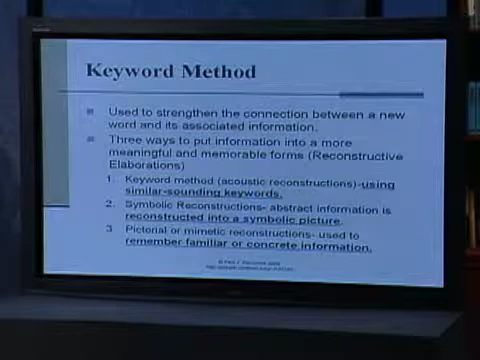 Keyword Method
Used to strengthen the connection between a new
word and its associated information.
Three ways to put information into a more
meaningful and memorable forms (Reconstructive
Elaborations)
1. Keyword method (acoustic reconstructions)-using
similar-sounding keywords.
2. Symbolic Reconstructions- abstract information is
reconstructed into a symbolic picture.
3 Pictorial or mimetic reconstructions- used to
remember familiar or concrete information.